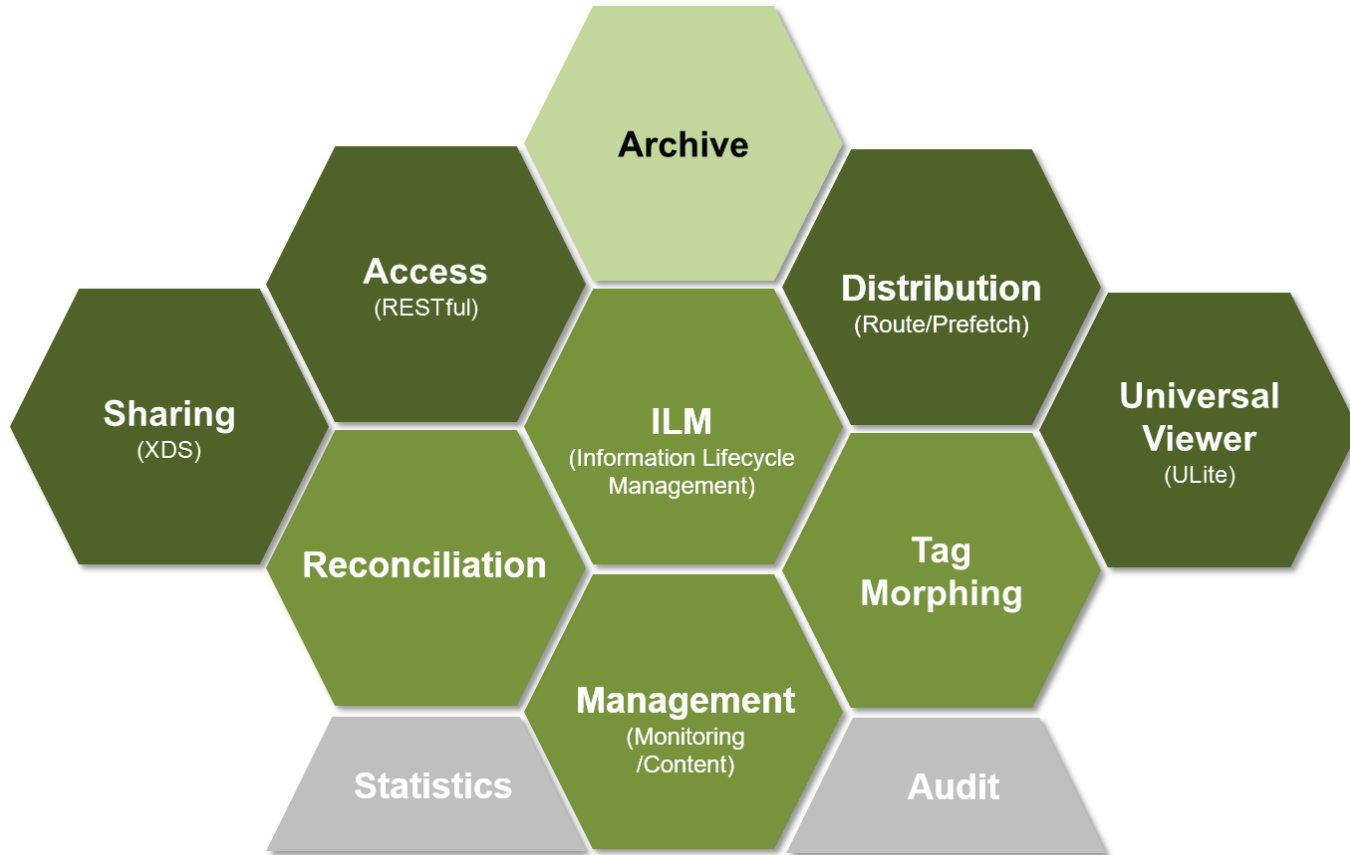 Archive
Access
(RESTful)
Distribution
(Route/Prefetch)
Sharing
(XDS)
ILM
(Information Lifecycle
Management)
Universal
Viewer
(ULite)
Reconciliation
Tag
Morphing
Management
(Monitoring
/Content)
Statistics
Audit